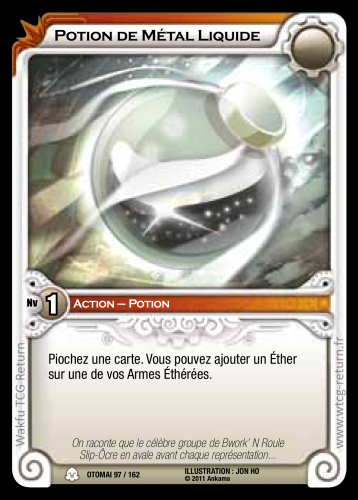 Potion de Métal Liquide
Nv 1 Action – Potion
Piochez une carte. Vous pouvez ajouter un Éther
sur une de vos Armes Éthérées.
On raconte que le célèbre groupe de Bwork' N Roule
Slip-Ocre en avale avant chaque représentation...
OTOMAI 97 / 162
ILLUSTRATION : JON HO
© 2011 Ankama
Wakfu TCG Return
www.wtcg-return.fr